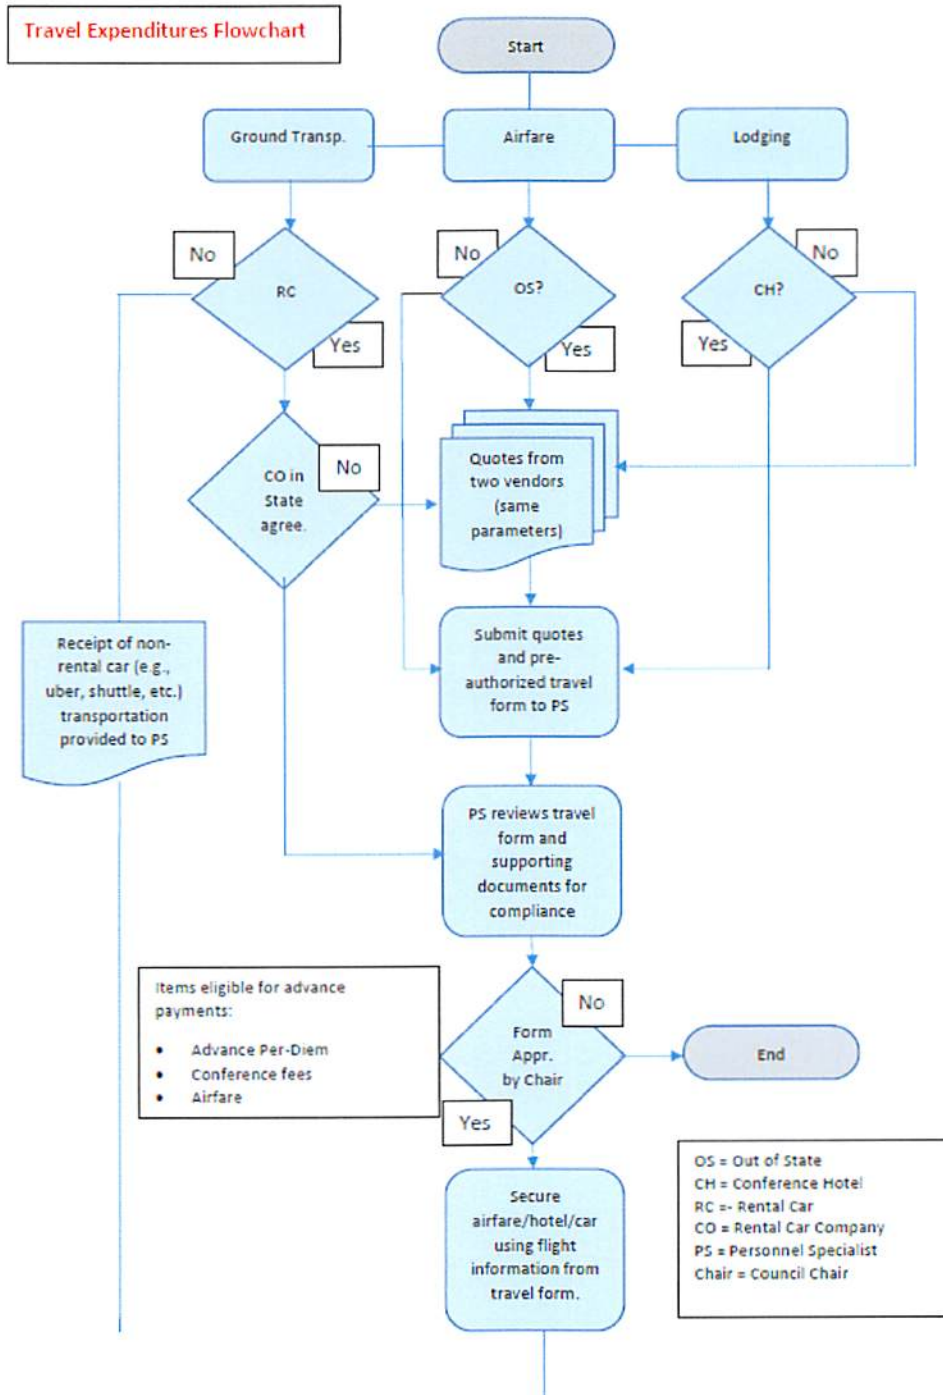 Travel Expenditures Flowchart
Start
Ground Transp.
Airfare
Lodging
No
RC
Yes
No
OS?
Yes
No
CH?
Yes
CO in
State
agree.
No
Quotes from
two vendors
(same
parameters)
Receipt of non-
rental car (e.g.,
uber, shuttle, etc.)
transportation
provided to PS
Submit quotes
and pre-
authorized travel
form to PS
PS reviews travel
form and
supporting
documents for
compliance
Items eligible for advance
payments:
• Advance Per-Diem
• Conference fees
• Airfare
Form
Appr.
by Chair
No
Yes
End
Secure
airfare/hotel/car
using flight
information from
travel form.
OS = Out of State
CH = Conference Hotel
RC =- Rental Car
CO = Rental Car Company
PS = Personnel Specialist
Chair = Council Chair